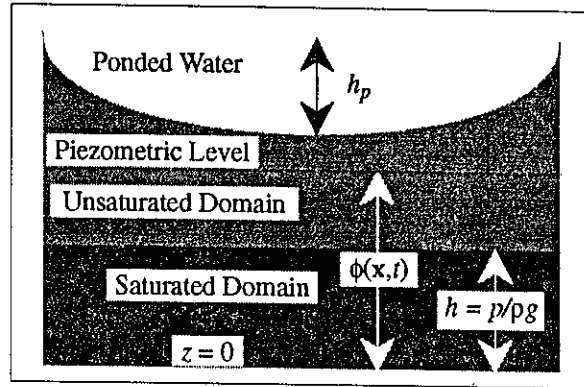 Ponded Water
h_p
Piezometric Level
Unsaturated Domain
ϕ(x,t)
Saturated Domain
h = p/ρg
z = 0